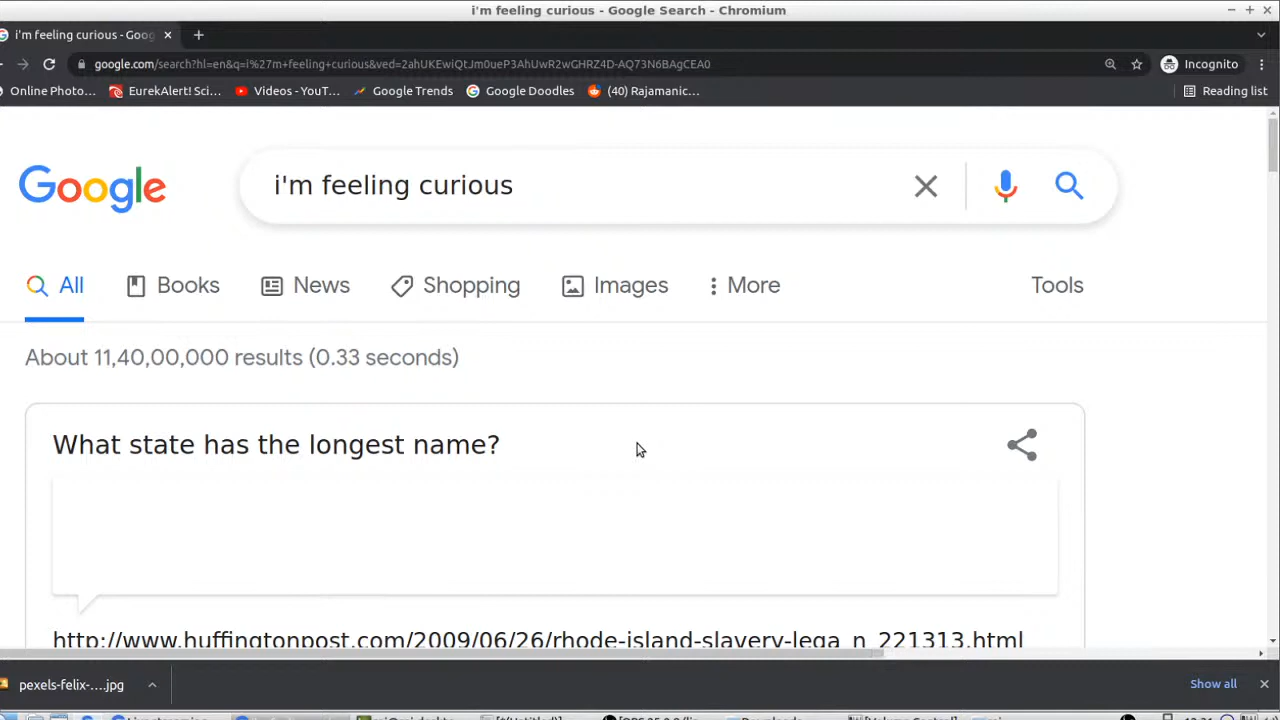 i'm feeling curious - Google Search - Chromium
i'm feeling curious - Goog
google.com/search?hl=en&q=i%27m+feeling+curious&ved=2ahUKEwiQtJm0ueP3AhUwR2wGHRZ4D-AQ73N6BAgCEA0
Incognito
Online Photo... EurekAlert! Sci... Videos - YouT... Google Trends Google Doodles (40) Rajamanic... Reading list
Google
i'm feeling curious
All Books News Shopping Images More Tools
About 11,40,00,000 results (0.33 seconds)
What state has the longest name?
http://www.huffingtonpost.com/2009/06/26/rhode-island-slavery-lega_n_221313.html
pexels-felix-....jpg Show all